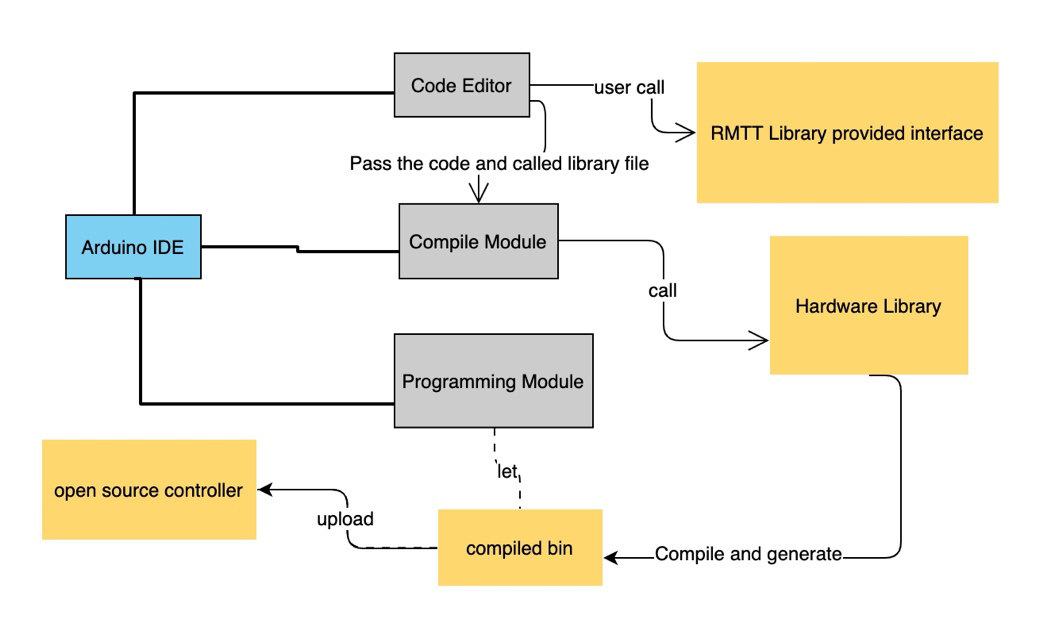 Code Editor
user call
RMTT Library provided interface
Pass the code and called library file
Arduino IDE
Compile Module
call
Hardware Library
Programming Module
let
open source controller
upload
compiled bin
Compile and generate